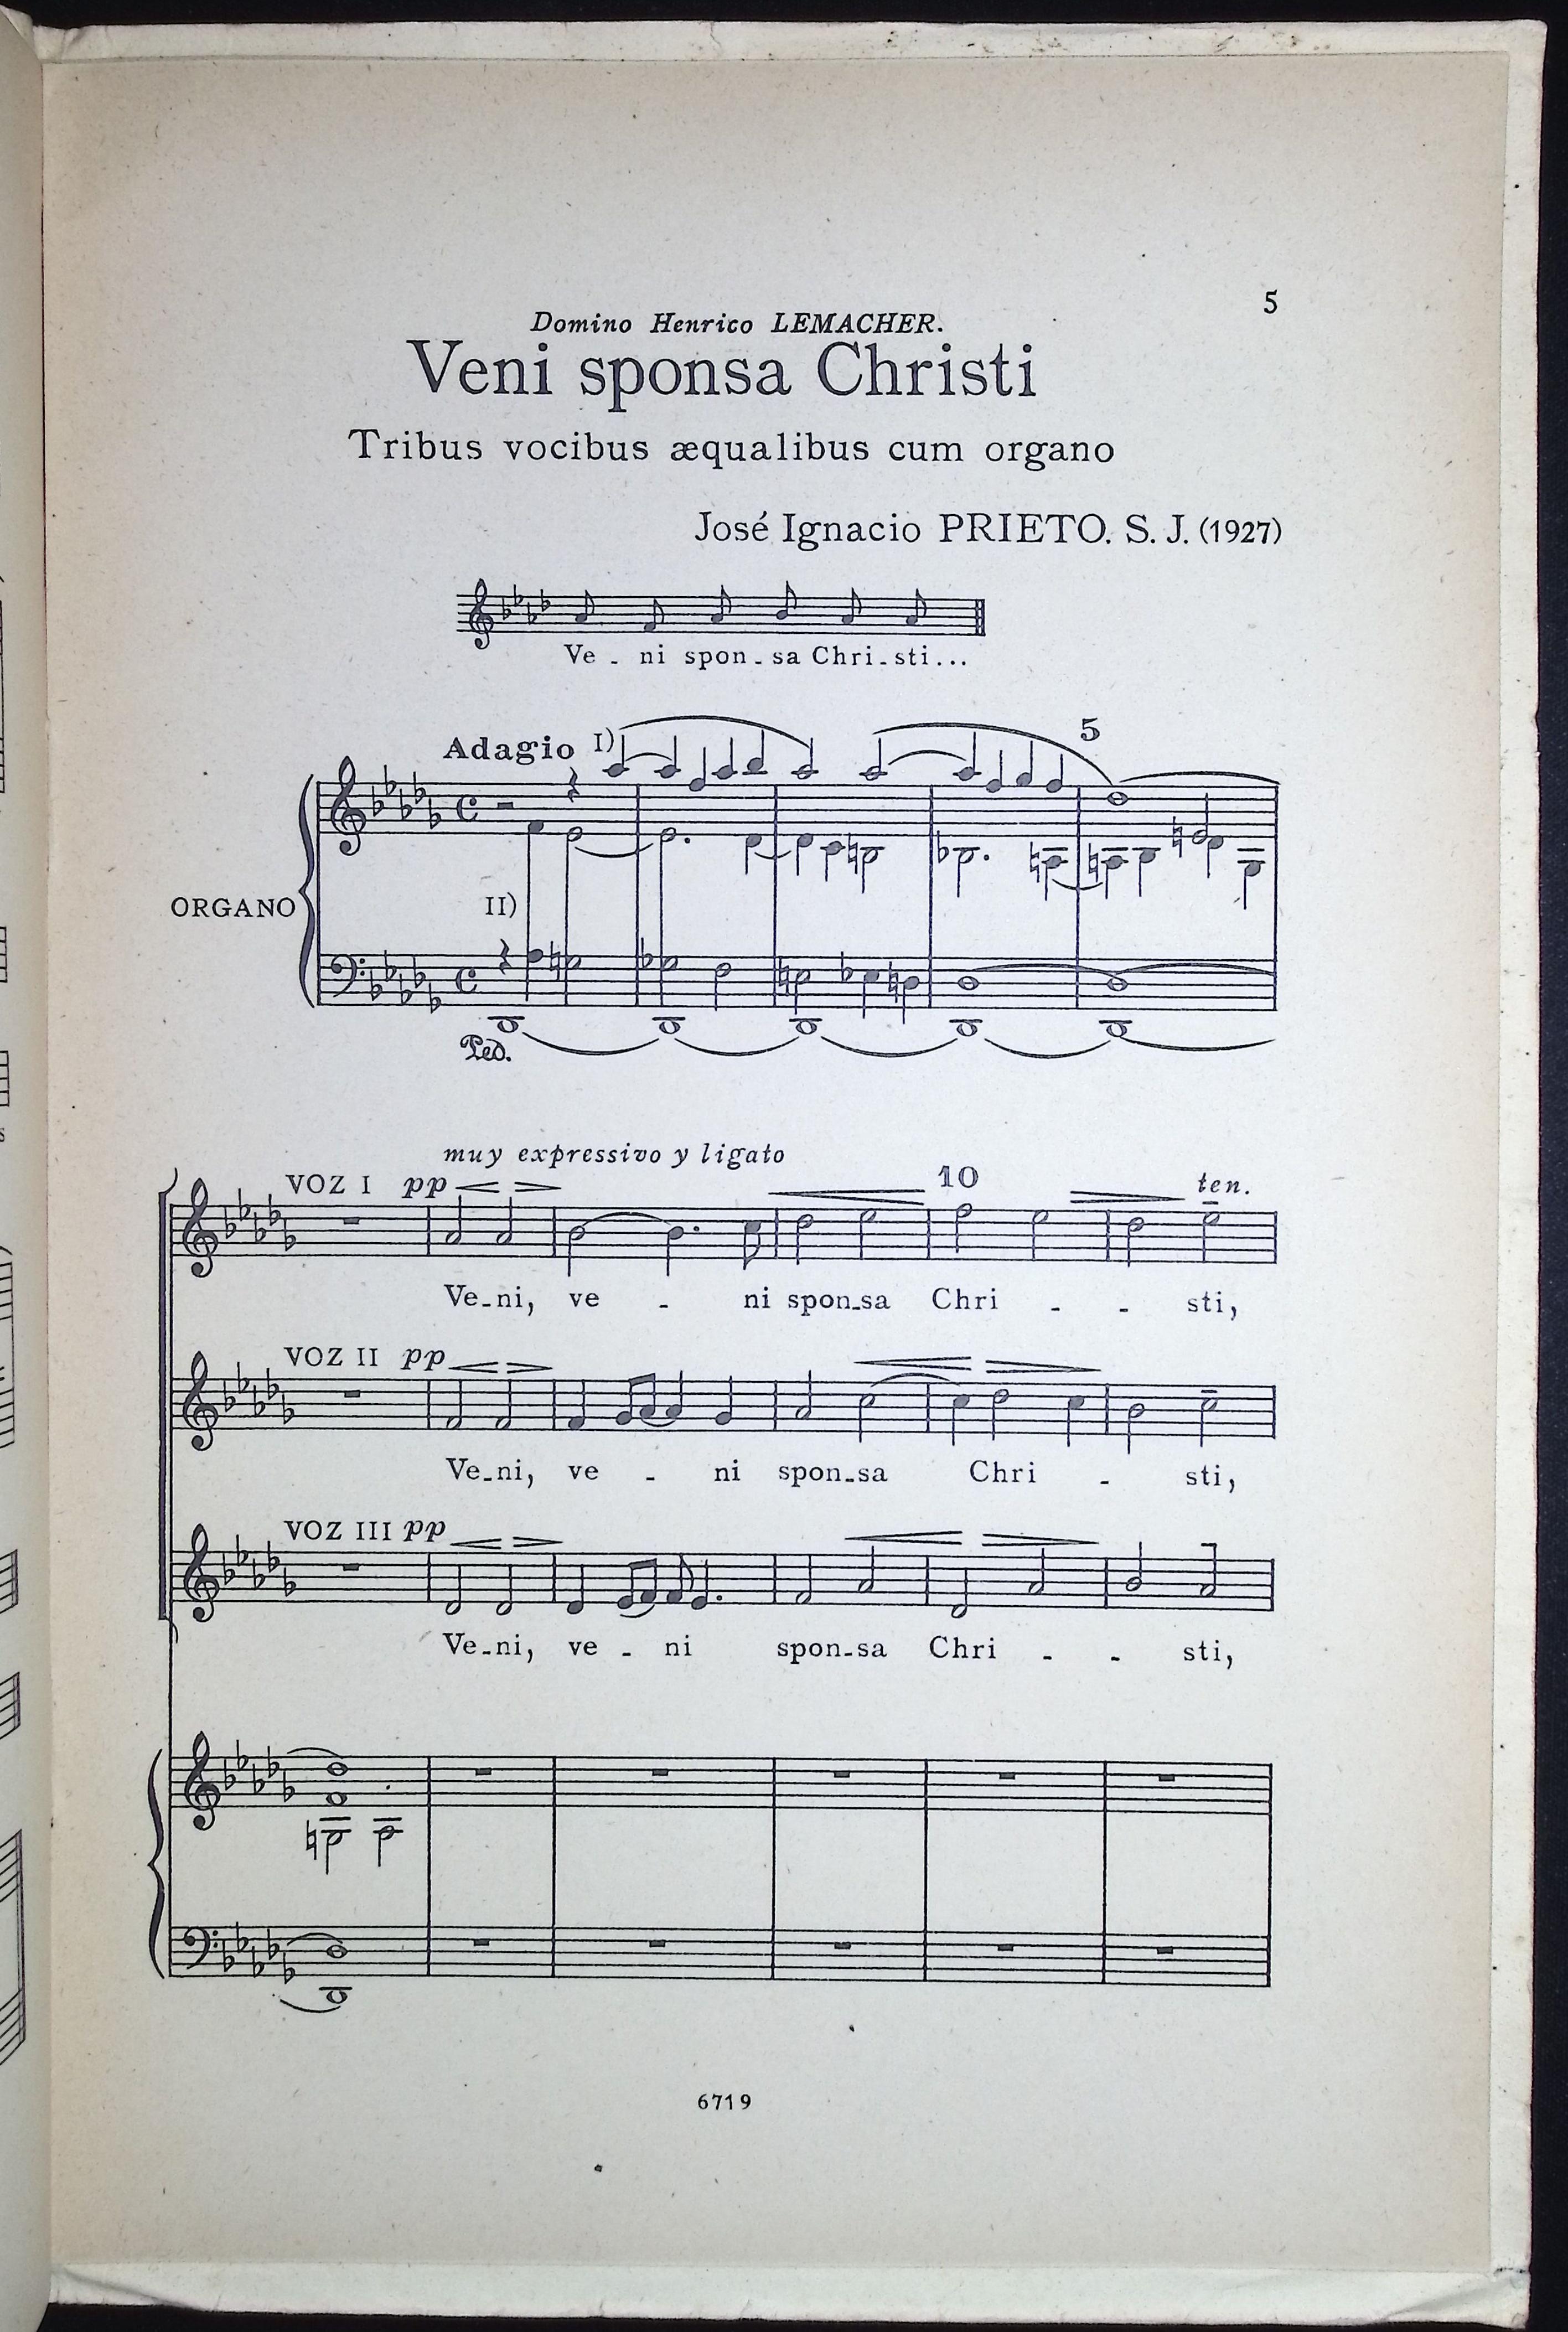 5
Domino Henrico LEMACHER.
Veni sponsa Christi
Tribus vocibus æqualibus cum organo
José Ignacio PRIETO. S. J. (1927)
Ve - ni spon - sa Chri - sti...
Adagio I) 5
ORGANO II)
Ped.
muy expressivo y ligato
VOZ I pp 10 ten.
Ve - ni, ve - ni spon - sa Chri - - sti,
VOZ II pp
Ve - ni, ve - ni spon - sa Chri - sti,
VOZ III pp
Ve - ni, ve - ni spon - sa Chri - - sti,
6719